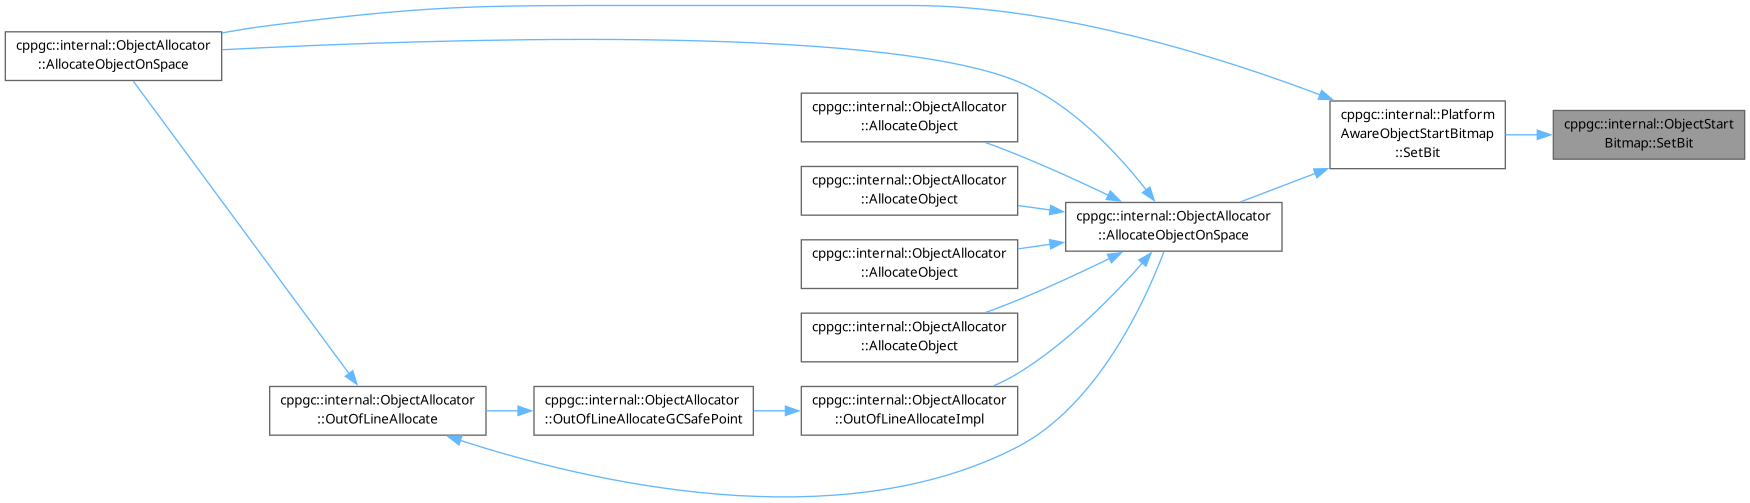 cppgc::internal::ObjectAllocator
::AllocateObjectOnSpace
cppgc::internal::ObjectAllocator
::AllocateObject
cppgc::internal::Platform
AwareObjectStartBitmap
::SetBit
cppgc::internal::ObjectStart
Bitmap::SetBit
cppgc::internal::ObjectAllocator
::AllocateObject
cppgc::internal::ObjectAllocator
::AllocateObjectOnSpace
cppgc::internal::ObjectAllocator
::AllocateObject
cppgc::internal::ObjectAllocator
::AllocateObject
cppgc::internal::ObjectAllocator
::OutOfLineAllocate
cppgc::internal::ObjectAllocator
::OutOfLineAllocateGCSafePoint
cppgc::internal::ObjectAllocator
::OutOfLineAllocateImpl